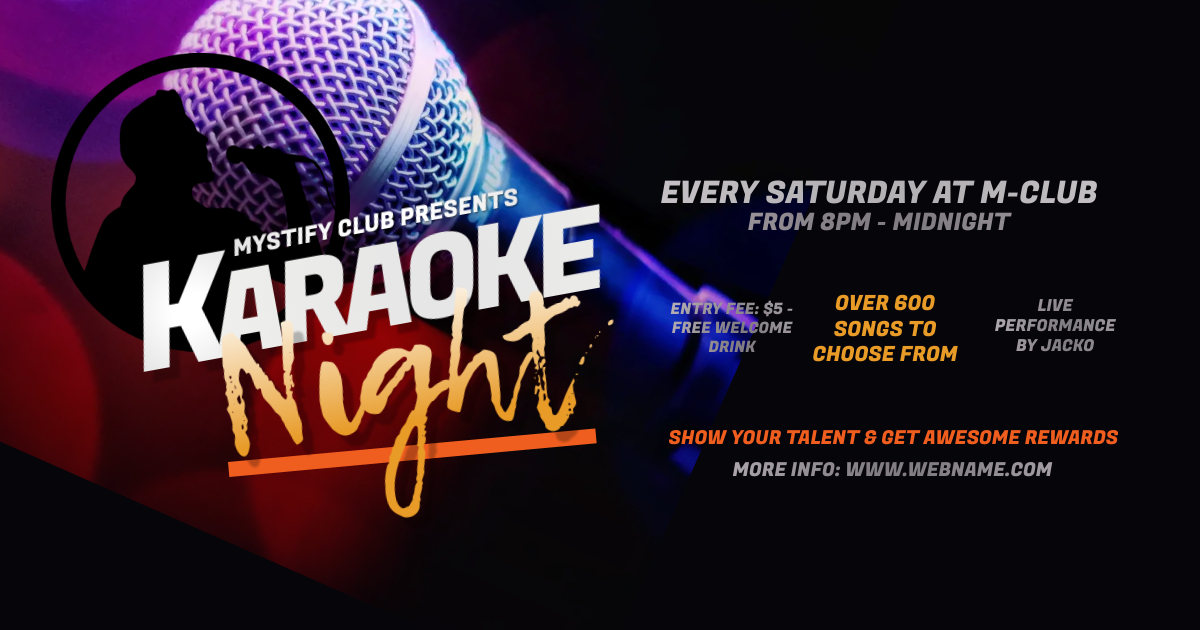 MYSTIFY CLUB PRESENTS
KARAOKE
Night
EVERY SATURDAY AT M-CLUB
FROM 8PM - MIDNIGHT
ENTRY FEE: $5 -
FREE WELCOME
DRINK
OVER 600
SONGS TO
CHOOSE FROM
LIVE
PERFORMANCE
BY JACKO
SHOW YOUR TALENT & GET AWESOME REWARDS
MORE INFO: WWW.WEBNAME.COM